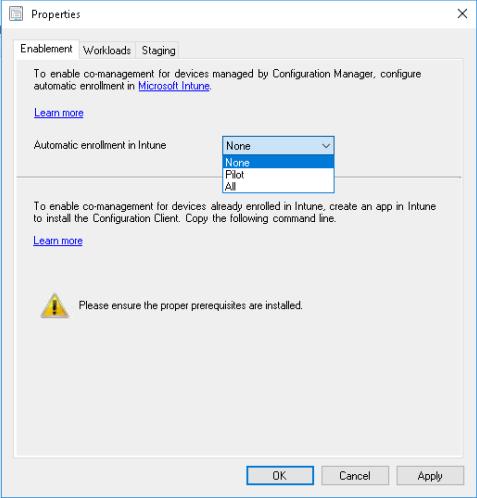 Properties
Enablement Workloads Staging
To enable co-management for devices managed by Configuration Manager, configure
automatic enrollment in Microsoft Intune.
Learn more
Automatic enrollment in Intune None
None
Pilot
All
To enable co-management for devices already enrolled in Intune, create an app in Intune
to install the Configuration Client. Copy the following command line.
Learn more
Please ensure the proper prerequisites are installed.
OK Cancel Apply